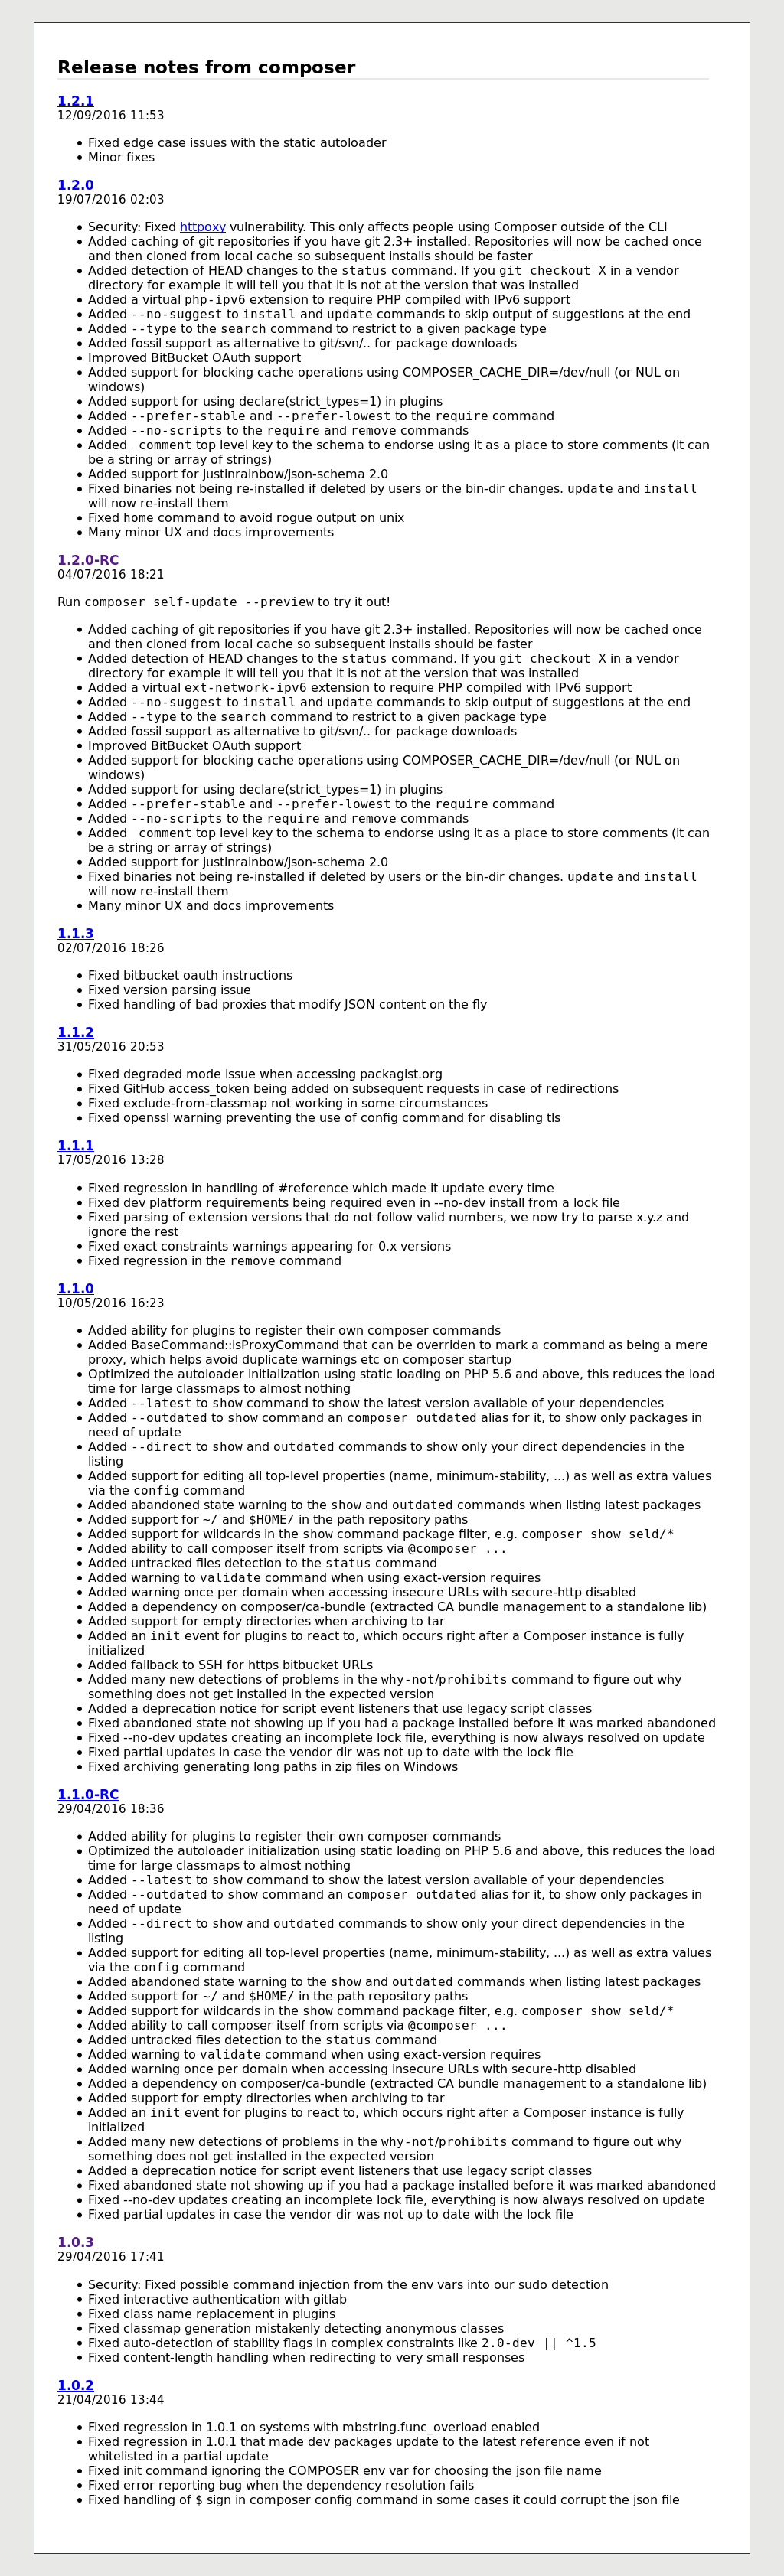 Release notes from composer
1.2.1
12/09/2016 11:53
Fixed edge case issues with the static autoloader
Minor fixes
1.2.0
19/07/2016 02:03
Security: Fixed httpoxy vulnerability. This only affects people using Composer outside of the CLI
Added caching of git repositories if you have git 2.3+ installed. Repositories will now be cached once
and then cloned from local cache so subsequent installs should be faster
Added detection of HEAD changes to the status command. If you git checkout X in a vendor
directory for example it will tell you that it is not at the version that was installed
Added a virtual php-ipv6 extension to require PHP compiled with IPv6 support
Added --no-suggest to install and update commands to skip output of suggestions at the end
Added --type to the search command to restrict to a given package type
Added fossil support as alternative to git/svn/.. for package downloads
Improved BitBucket OAuth support
Added support for blocking cache operations using COMPOSER_CACHE_DIR=/dev/null (or NUL on
windows)
Added support for using declare(strict_types=1) in plugins
Added --prefer-stable and --prefer-lowest to the require command
Added --no-scripts to the require and remove commands
Added _comment top level key to the schema to endorse using it as a place to store comments (it can
be a string or array of strings)
Added support for justinrainbow/json-schema 2.0
Fixed binaries not being re-installed if deleted by users or the bin-dir changes. update and install
will now re-install them
Fixed home command to avoid rogue output on unix
Many minor UX and docs improvements
1.2.0-RC
04/07/2016 18:21
Run composer self-update --preview to try it out!
Added caching of git repositories if you have git 2.3+ installed. Repositories will now be cached once
and then cloned from local cache so subsequent installs should be faster
Added detection of HEAD changes to the status command. If you git checkout X in a vendor
directory for example it will tell you that it is not at the version that was installed
Added a virtual ext-network-ipv6 extension to require PHP compiled with IPv6 support
Added --no-suggest to install and update commands to skip output of suggestions at the end
Added --type to the search command to restrict to a given package type
Added fossil support as alternative to git/svn/.. for package downloads
Improved BitBucket OAuth support
Added support for blocking cache operations using COMPOSER_CACHE_DIR=/dev/null (or NUL on
windows)
Added support for using declare(strict_types=1) in plugins
Added --prefer-stable and --prefer-lowest to the require command
Added --no-scripts to the require and remove commands
Added _comment top level key to the schema to endorse using it as a place to store comments (it can
be a string or array of strings)
Added support for justinrainbow/json-schema 2.0
Fixed binaries not being re-installed if deleted by users or the bin-dir changes. update and install
will now re-install them
Many minor UX and docs improvements
1.1.3
02/07/2016 18:26
Fixed bitbucket oauth instructions
Fixed version parsing issue
Fixed handling of bad proxies that modify JSON content on the fly
1.1.2
31/05/2016 20:53
Fixed degraded mode issue when accessing packagist.org
Fixed GitHub access_token being added on subsequent requests in case of redirections
Fixed exclude-from-classmap not working in some circumstances
Fixed openssl warning preventing the use of config command for disabling tls
1.1.1
17/05/2016 13:28
Fixed regression in handling of #reference which made it update every time
Fixed dev platform requirements being required even in --no-dev install from a lock file
Fixed parsing of extension versions that do not follow valid numbers, we now try to parse x.y.z and
ignore the rest
Fixed exact constraints warnings appearing for 0.x versions
Fixed regression in the remove command
1.1.0
10/05/2016 16:23
Added ability for plugins to register their own composer commands
Added BaseCommand::isProxyCommand that can be overriden to mark a command as being a mere
proxy, which helps avoid duplicate warnings etc on composer startup
Optimized the autoloader initialization using static loading on PHP 5.6 and above, this reduces the load
time for large classmaps to almost nothing
Added --latest to show command to show the latest version available of your dependencies
Added --outdated to show command an composer outdated alias for it, to show only packages in
need of update
Added --direct to show and outdated commands to show only your direct dependencies in the
listing
Added support for editing all top-level properties (name, minimum-stability, ...) as well as extra values
via the config command
Added abandoned state warning to the show and outdated commands when listing latest packages
Added support for ~/ and $HOME/ in the path repository paths
Added support for wildcards in the show command package filter, e.g. composer show seld/*
Added ability to call composer itself from scripts via @composer ...
Added untracked files detection to the status command
Added warning to validate command when using exact-version requires
Added warning once per domain when accessing insecure URLs with secure-http disabled
Added a dependency on composer/ca-bundle (extracted CA bundle management to a standalone lib)
Added support for empty directories when archiving to tar
Added an init event for plugins to react to, which occurs right after a Composer instance is fully
initialized
Added fallback to SSH for https bitbucket URLs
Added many new detections of problems in the why-not/prohibits command to figure out why
something does not get installed in the expected version
Added a deprecation notice for script event listeners that use legacy script classes
Fixed abandoned state not showing up if you had a package installed before it was marked abandoned
Fixed --no-dev updates creating an incomplete lock file, everything is now always resolved on update
Fixed partial updates in case the vendor dir was not up to date with the lock file
Fixed archiving generating long paths in zip files on Windows
1.1.0-RC
29/04/2016 18:36
Added ability for plugins to register their own composer commands
Optimized the autoloader initialization using static loading on PHP 5.6 and above, this reduces the load
time for large classmaps to almost nothing
Added --latest to show command to show the latest version available of your dependencies
Added --outdated to show command an composer outdated alias for it, to show only packages in
need of update
Added --direct to show and outdated commands to show only your direct dependencies in the
listing
Added support for editing all top-level properties (name, minimum-stability, ...) as well as extra values
via the config command
Added abandoned state warning to the show and outdated commands when listing latest packages
Added support for ~/ and $HOME/ in the path repository paths
Added support for wildcards in the show command package filter, e.g. composer show seld/*
Added ability to call composer itself from scripts via @composer ...
Added untracked files detection to the status command
Added warning to validate command when using exact-version requires
Added warning once per domain when accessing insecure URLs with secure-http disabled
Added a dependency on composer/ca-bundle (extracted CA bundle management to a standalone lib)
Added support for empty directories when archiving to tar
Added an init event for plugins to react to, which occurs right after a Composer instance is fully
initialized
Added many new detections of problems in the why-not/prohibits command to figure out why
something does not get installed in the expected version
Added a deprecation notice for script event listeners that use legacy script classes
Fixed abandoned state not showing up if you had a package installed before it was marked abandoned
Fixed --no-dev updates creating an incomplete lock file, everything is now always resolved on update
Fixed partial updates in case the vendor dir was not up to date with the lock file
1.0.3
29/04/2016 17:41
Security: Fixed possible command injection from the env vars into our sudo detection
Fixed interactive authentication with gitlab
Fixed class name replacement in plugins
Fixed classmap generation mistakenly detecting anonymous classes
Fixed auto-detection of stability flags in complex constraints like 2.0-dev || ^1.5
Fixed content-length handling when redirecting to very small responses
1.0.2
21/04/2016 13:44
Fixed regression in 1.0.1 on systems with mbstring.func_overload enabled
Fixed regression in 1.0.1 that made dev packages update to the latest reference even if not
whitelisted in a partial update
Fixed init command ignoring the COMPOSER env var for choosing the json file name
Fixed error reporting bug when the dependency resolution fails
Fixed handling of $ sign in composer config command in some cases it could corrupt the json file